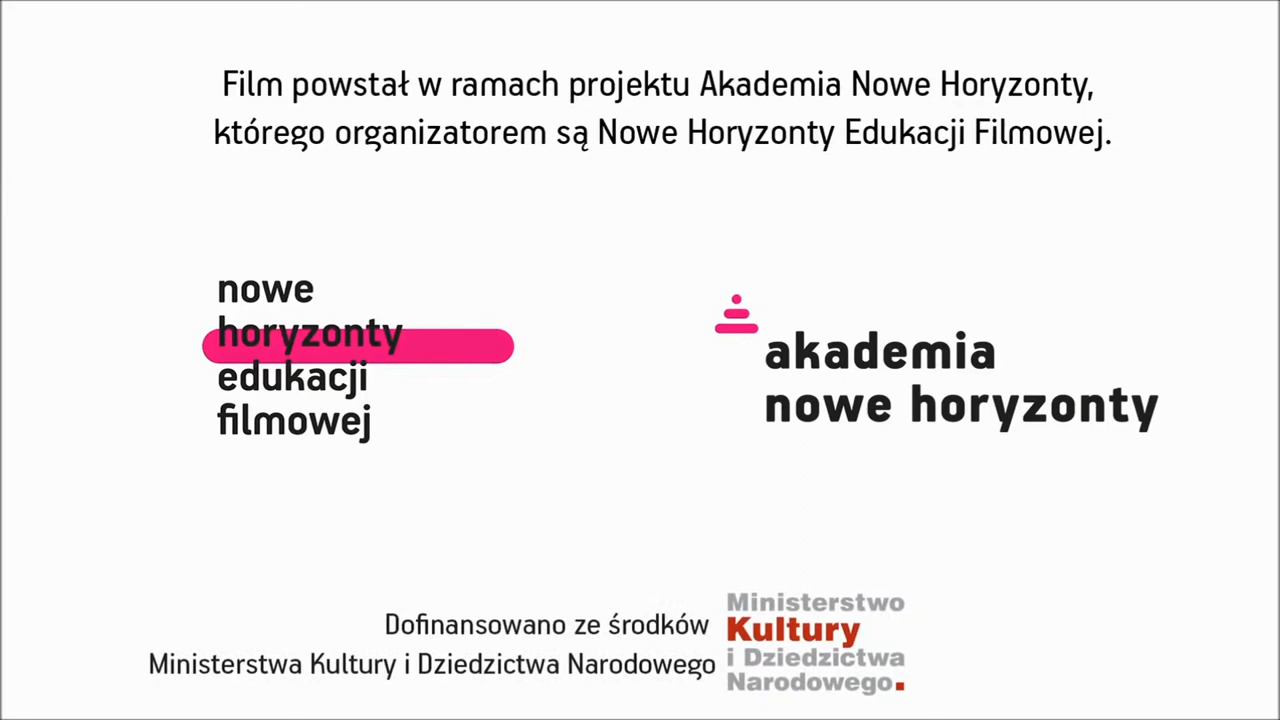 Film powstał w ramach projektu Akademia Nowe Horyzonty,
którego organizatorem są Nowe Horyzonty Edukacji Filmowej.
nowe
horyzonty
edukacji
filmowej
akademia
nowe horyzonty
Dofinansowano ze środków
Ministerstwa Kultury i Dziedzictwa Narodowego
Ministerstwo
Kultury
i Dziedzictwa
Narodowego.